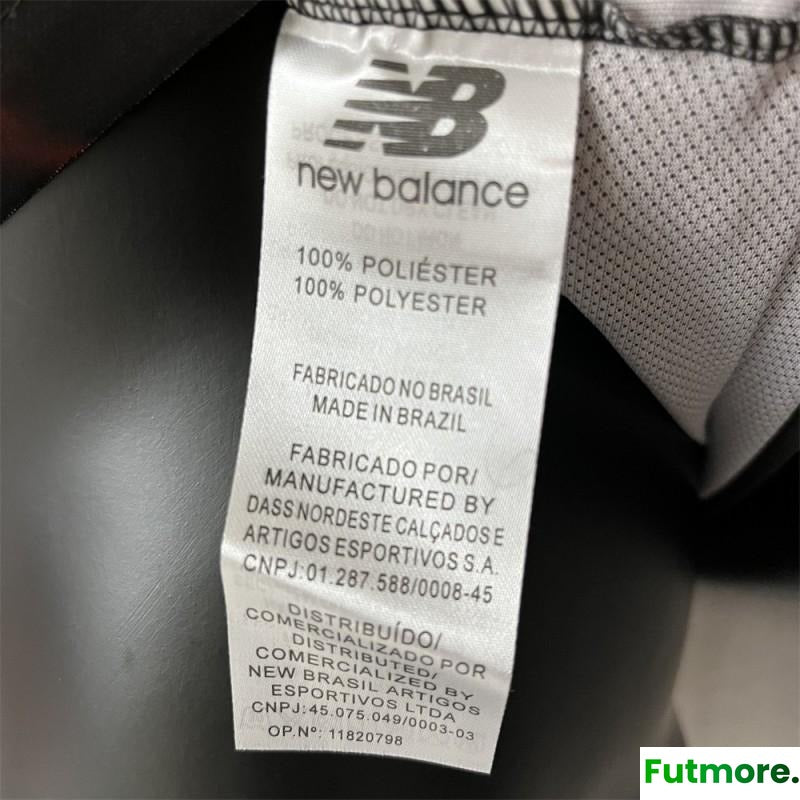 NB
new balance
100% POLIÉSTER
100% POLYESTER
FABRICADO NO BRASIL
MADE IN BRAZIL
FABRICADO POR/
MANUFACTURED BY
DASS NORDESTE CALÇADOS E
ARTIGOS ESPORTIVOS S.A.
CNPJ:01.287.588/0008-45
DISTRIBUÍDO/
COMERCIALIZADO POR
DISTRIBUTED/
COMERCIALIZED BY
NEW BRASIL ARTIGOS
ESPORTIVOS LTDA
CNPJ:45.075.049/0003-03
OP.Nº: 11820798
Futmore.